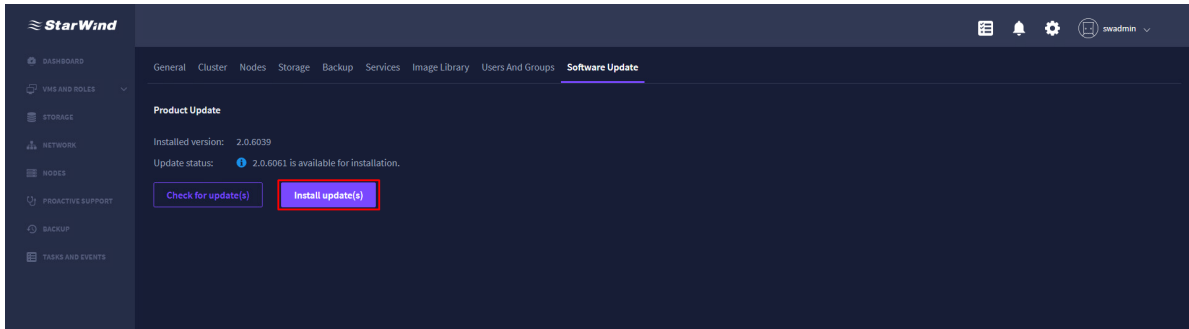 StarWind
swadmin
DASHBOARD
VMS AND ROLES
STORAGE
NETWORK
NODES
PROACTIVE SUPPORT
BACKUP
TASKS AND EVENTS
General Cluster Nodes Storage Backup Services Image Library Users And Groups Software Update
Product Update
Installed version: 2.0.6039
Update status: 2.0.6061 is available for installation.
Check for update(s) Install update(s)